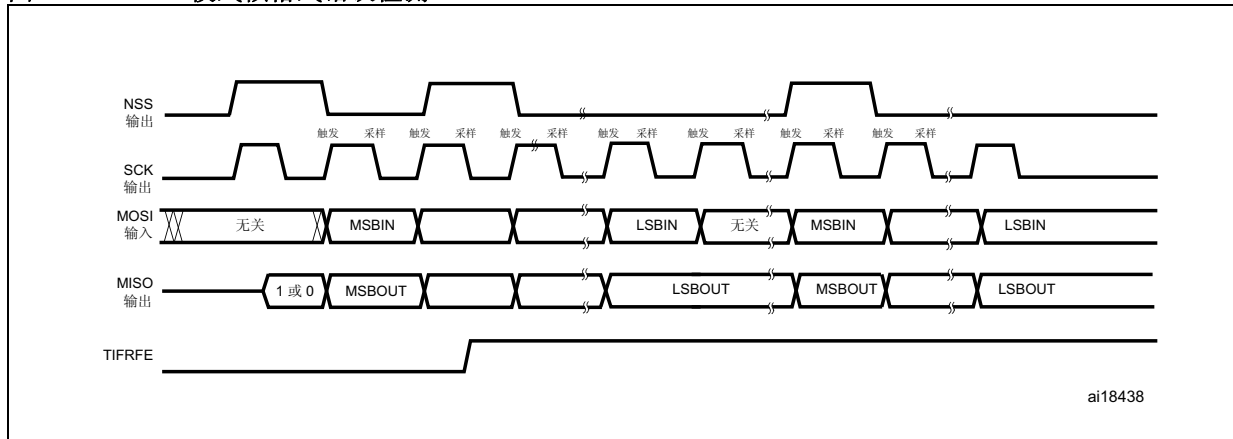 NSS
输出
触发 采样 触发 采样 触发 采样 触发 采样 触发 采样 触发 采样 触发 采样
SCK
输出
MOSI
输入
无关 MSBIN LSBIN 无关 MSBIN LSBIN
MISO
输出
1 或 0 MSBOUT LSBOUT MSBOUT LSBOUT
TIFRFE
ai18438